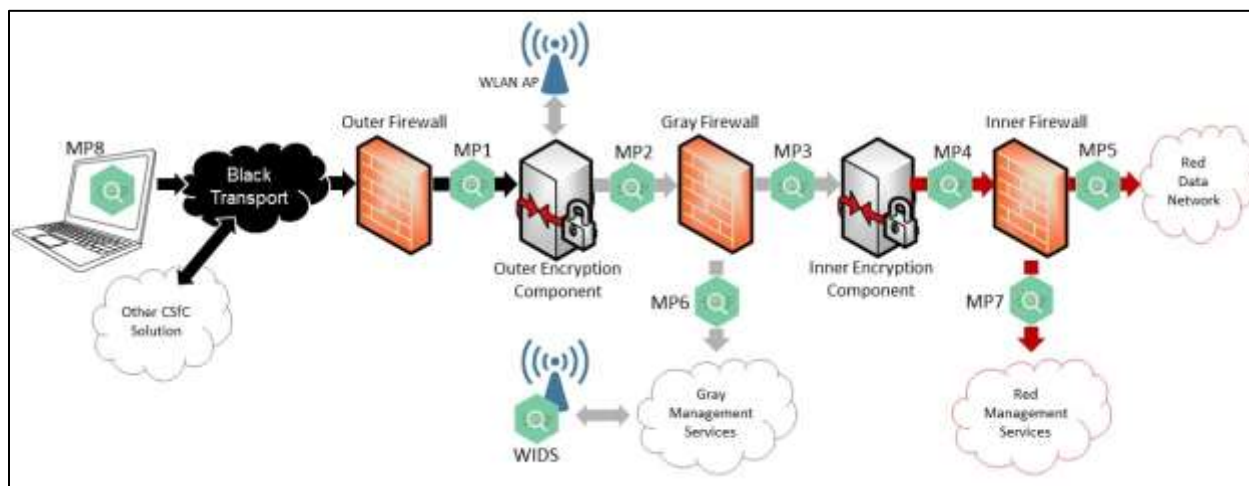 WLAN AP
Outer Firewall
Gray Firewall
Inner Firewall
MP8
Black
Transport
MP1
MP2
MP3
MP4
MP5
Red
Data
Network
Outer Encryption
Component
Inner Encryption
Component
Other CSfC
Solution
MP6
MP7
Gray
Management
Services
Red
Management
Services
WIDS